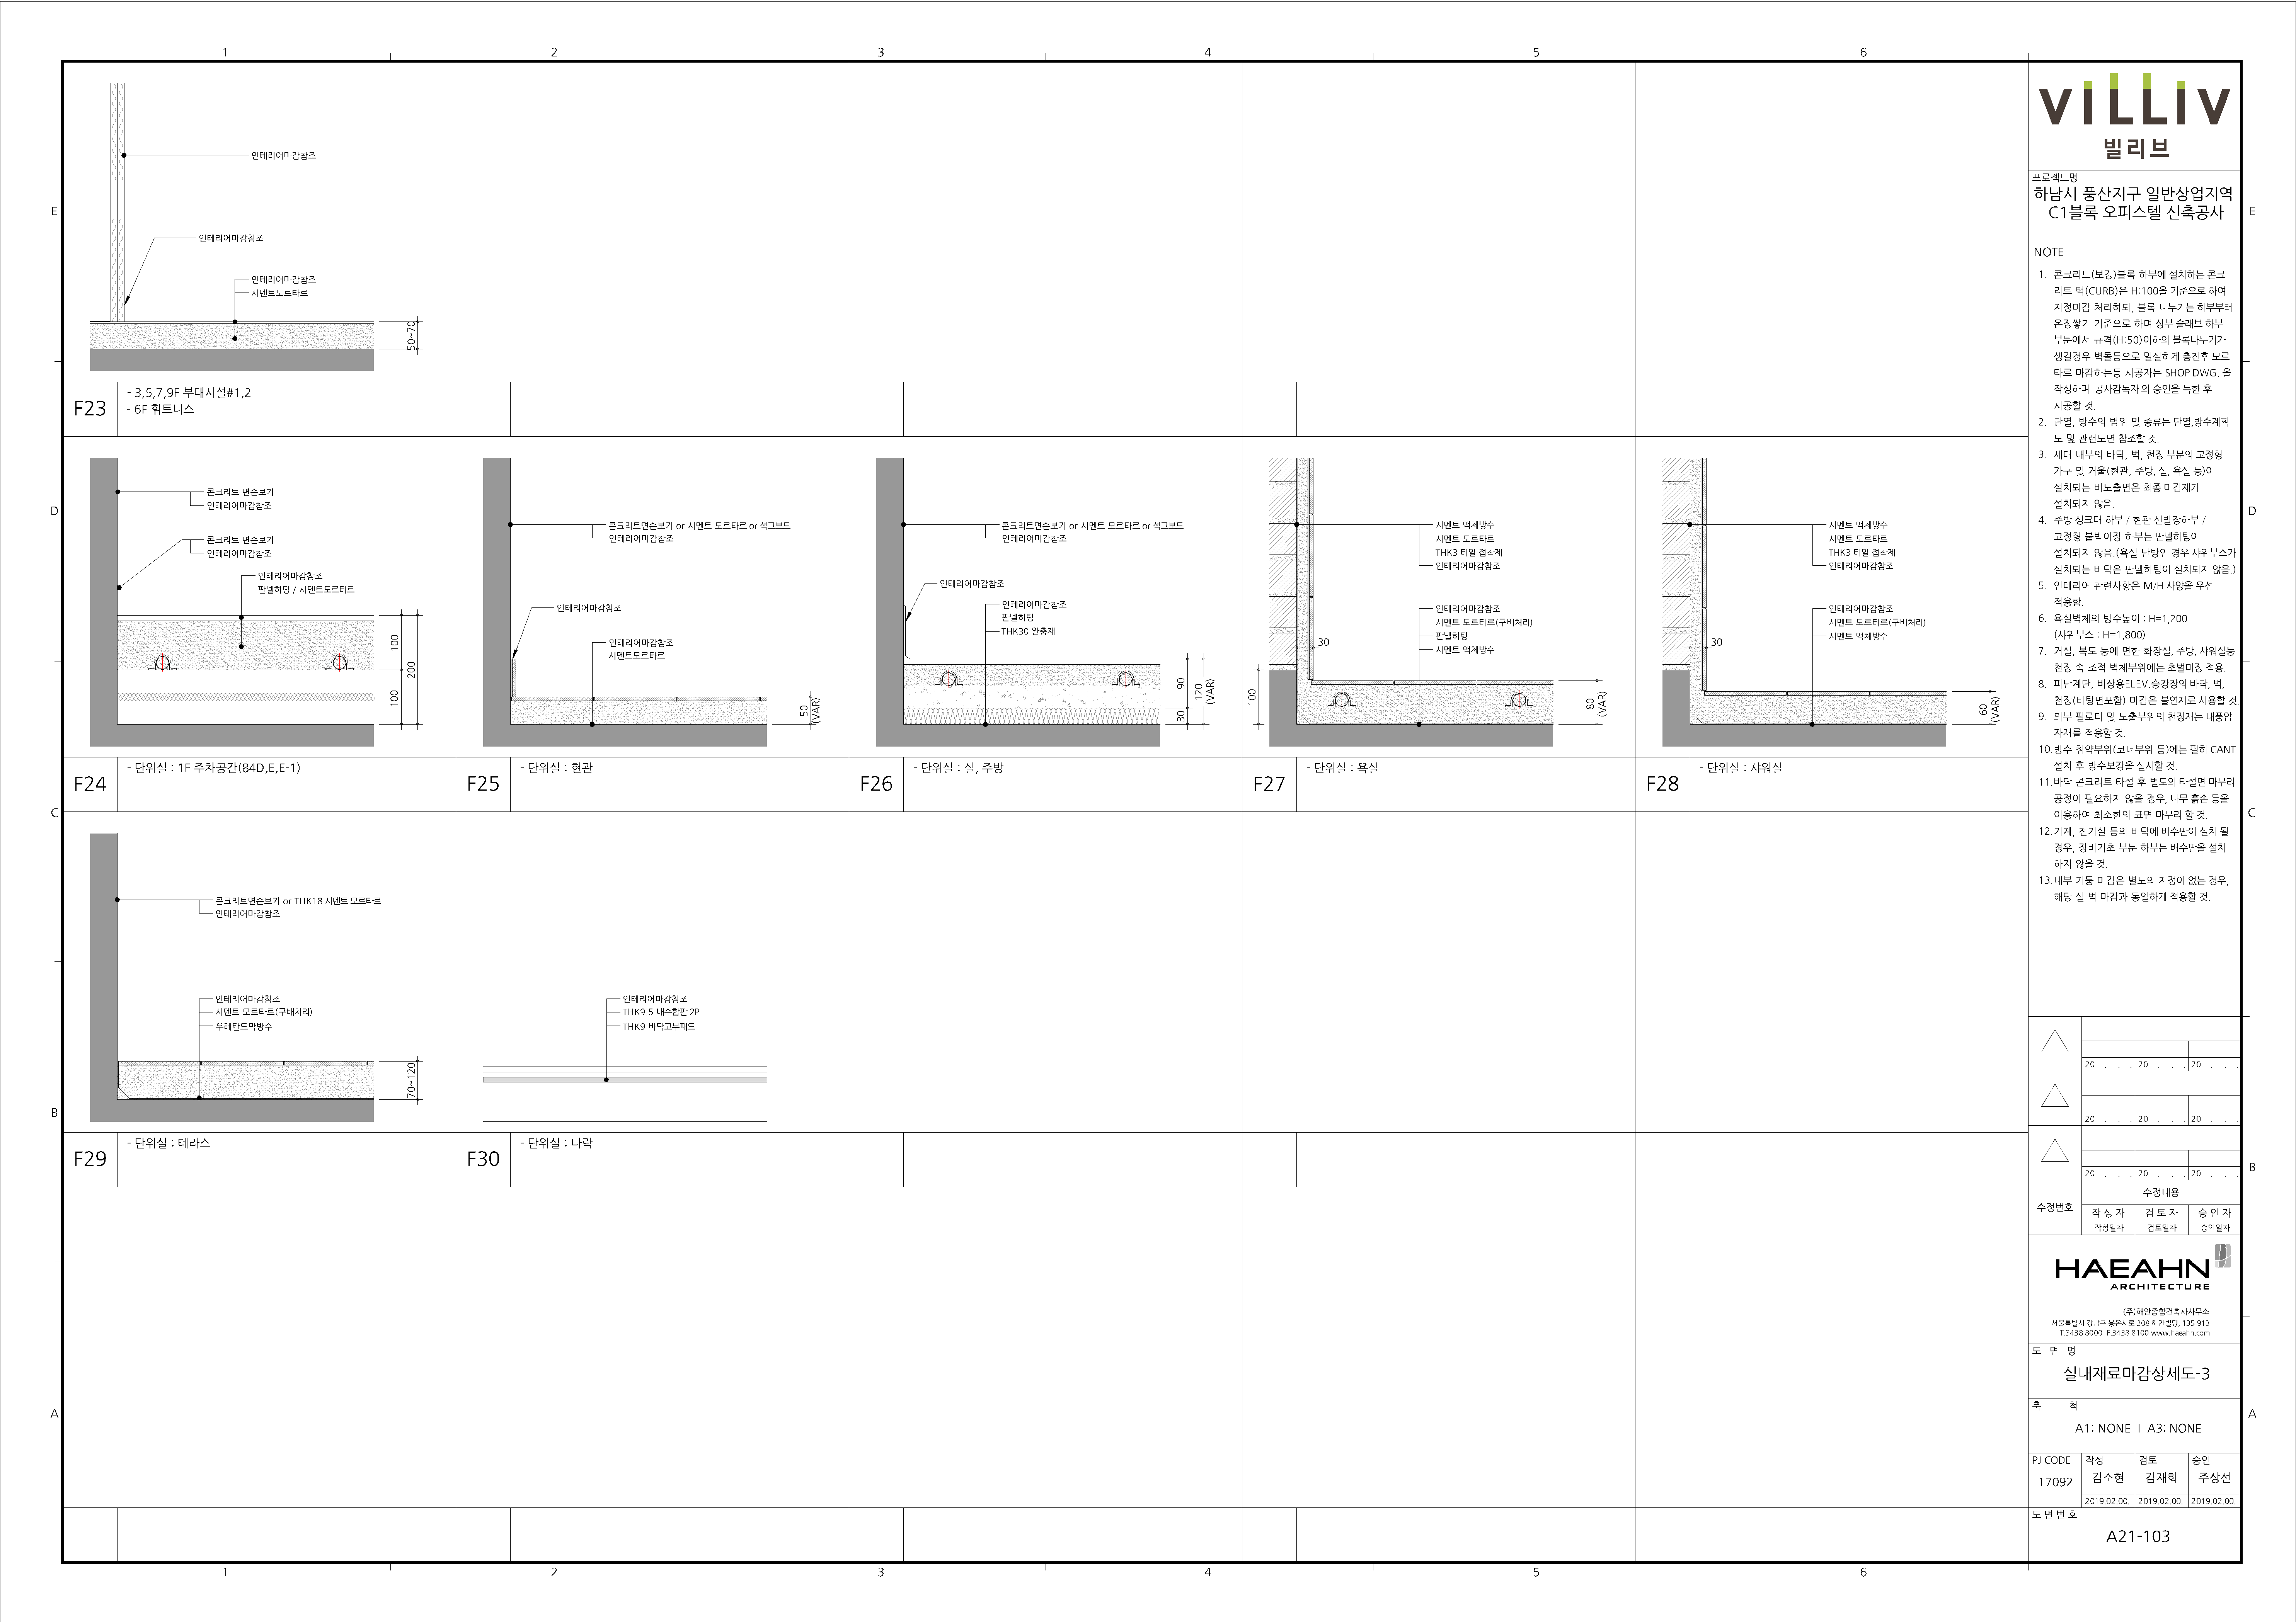 1 2 3 4 5 6
E
인테리어마감참조
인테리어마감참조
인테리어마감참조
시멘트모르타르
50~70
F23
- 3,5,7,9F 부대시설#1,2
- 6F 휘트니스
D
콘크리트 면손보기
인테리어마감참조
콘크리트 면손보기
인테리어마감참조
인테리어마감참조
판넬히팅 / 시멘트모르타르
100
200
100
F24
- 단위실 : 1F 주차공간(84D,E,E-1)
콘크리트면손보기 or 시멘트 모르타르 or 석고보드
인테리어마감참조
인테리어마감참조
인테리어마감참조
시멘트모르타르
50
(VAR)
F25
- 단위실 : 현관
콘크리트면손보기 or 시멘트 모르타르 or 석고보드
인테리어마감참조
인테리어마감참조
인테리어마감참조
판넬히팅
THK30 완충재
90
30
120
(VAR)
F26
- 단위실 : 실, 주방
시멘트 액체방수
시멘트 모르타르
THK3 타일 접착제
인테리어마감참조
인테리어마감참조
시멘트 모르타르(구배처리)
판넬히팅
시멘트 액체방수
30
100
80
(VAR)
F27
- 단위실 : 욕실
시멘트 액체방수
시멘트 모르타르
THK3 타일 접착제
인테리어마감참조
인테리어마감참조
시멘트 모르타르(구배처리)
시멘트 액체방수
30
60
(VAR)
F28
- 단위실 : 샤워실
C
콘크리트면손보기 or THK18 시멘트 모르타르
인테리어마감참조
인테리어마감참조
시멘트 모르타르(구배처리)
우레탄도막방수
70~120
B
F29
- 단위실 : 테라스
인테리어마감참조
THK9.5 내수합판 2P
THK9 바닥고무패드
F30
- 단위실 : 다락
A
1 2 3 4 5 6
E
D
C
B
A
VILLIV
빌리브
프로젝트명
하남시 풍산지구 일반상업지역
C1블록 오피스텔 신축공사
NOTE
1. 콘크리트(보강)블록 하부에 설치하는 콘크
리트 턱(CURB)은 H:100을 기준으로 하여
지정마감 처리하되, 블록 나누기는 하부부터
온장쌓기 기준으로 하며 상부 슬래브 하부
부분에서 규격(H:50)이하의 블록나누기가
생길경우 벽돌등으로 밀실하게 충진후 모르
타르 마감하는등 시공자는 SHOP DWG. 을
작성하며 공사감독자의 승인을 득한 후
시공할 것.
2. 단열, 방수의 범위 및 종류는 단열,방수계획
도 및 관련도면 참조할 것.
3. 세대 내부의 바닥, 벽, 천장 부분의 고정형
가구 및 거울(현관, 주방, 실, 욕실 등)이
설치되는 비노출면은 최종 마감재가
설치되지 않음.
4. 주방 싱크대 하부 / 현관 신발장하부 /
고정형 붙박이장 하부는 판넬히팅이
설치되지 않음.(욕실 난방인 경우 샤워부스가
설치되는 바닥은 판넬히팅이 설치되지 않음.)
5. 인테리어 관련사항은 M/H 사양을 우선
적용함.
6. 욕실벽체의 방수높이 : H=1,200
(샤워부스 : H=1,800)
7. 거실, 복도 등에 면한 화장실, 주방, 샤워실등
천장 속 조적 벽체부위에는 초벌미장 적용.
8. 피난계단, 비상용ELEV.승강장의 바닥, 벽,
천장(바탕면포함) 마감은 불연재료 사용할 것.
9. 외부 필로티 및 노출부위의 천장재는 내풍압
자재를 적용할 것.
10.방수 취약부위(코너부위 등)에는 필히 CANT
설치 후 방수보강을 실시할 것.
11.바닥 콘크리트 타설 후 별도의 타설면 마무리
공정이 필요하지 않을 경우, 나무 흙손 등을
이용하여 최소한의 표면 마무리 할 것.
12.기계, 전기실 등의 바닥에 배수판이 설치 될
경우, 장비기초 부분 하부는 배수판을 설치
하지 않을 것.
13.내부 기둥 마감은 별도의 지정이 없는 경우,
해당 실 벽 마감과 동일하게 적용할 것.
20 . . . 20 . . . 20 . . .
20 . . . 20 . . . 20 . . .
20 . . . 20 . . . 20 . . .
수정번호
수정내용
작 성 자 검 토 자 승 인 자
작성일자 검토일자 승인일자
HAEAHN
ARCHITECTURE
(주)해안종합건축사사무소
서울특별시 강남구 봉은사로 208 해안빌딩, 135-913
T.3438 8000 F.3438 8100 www.haeahn.com
도 면 명
실내재료마감상세도-3
축 척
A1: NONE I A3: NONE
PJ CODE 작성 검토 승인
17092 김소현 김재희 주상선
2019.02.00. 2019.02.00. 2019.02.00.
도면번호
A21-103